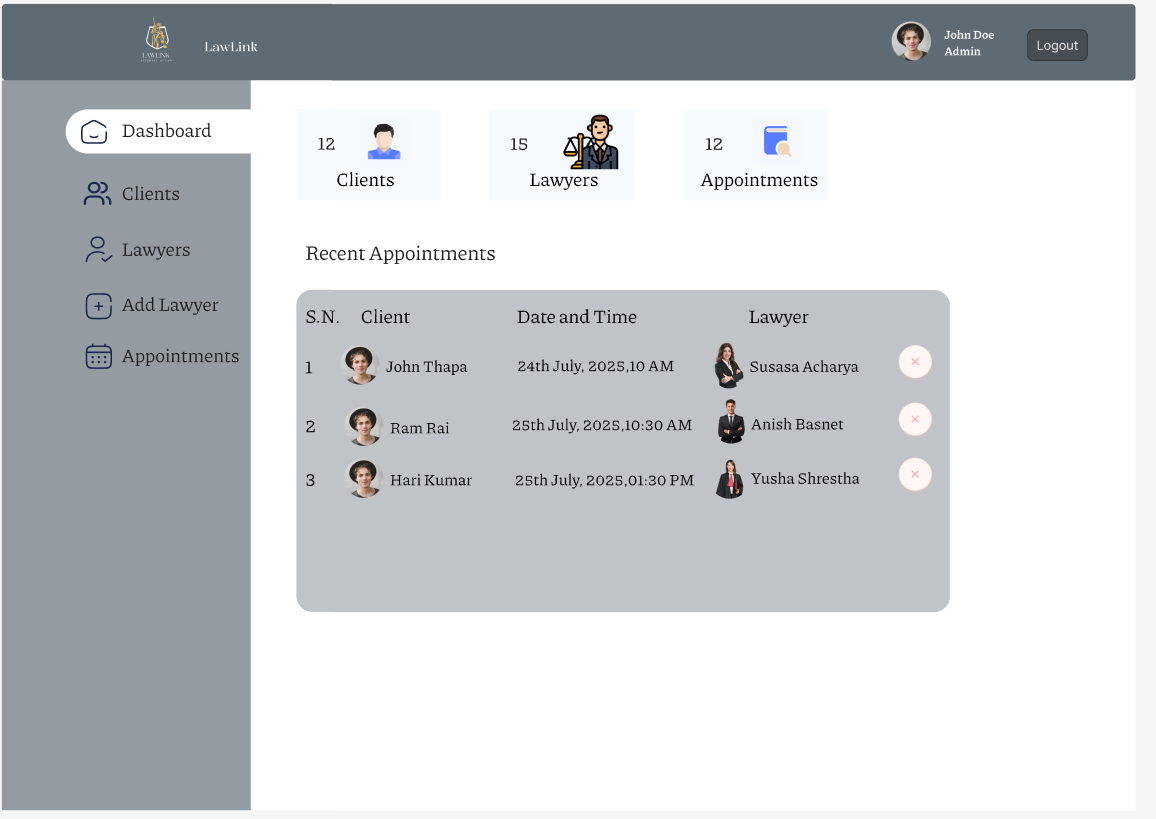 LAWLINK
LawLink
John Doe
Admin
Logout
Dashboard
Clients
Lawyers
Add Lawyer
Appointments
12
Clients
15
Lawyers
12
Appointments
Recent Appointments
S.N. Client Date and Time Lawyer
1 John Thapa 24th July, 2025,10 AM Susasa Acharya ×
2 Ram Rai 25th July, 2025,10:30 AM Anish Basnet ×
3 Hari Kumar 25th July, 2025,01:30 PM Yusha Shrestha ×